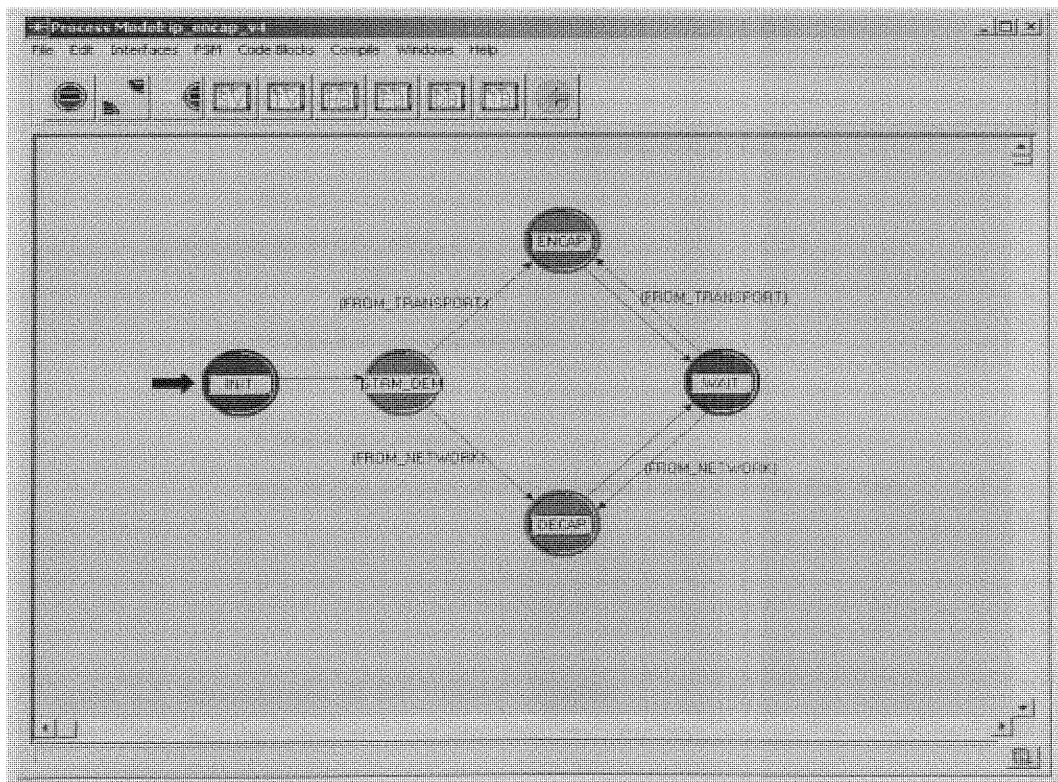 Process Model: ip_encap_v4
File Edit Interfaces FSM Code Blocks Compile Windows Help
ENCAP
(FROM_TRANSPORT) (FROM_TRANSPORT)
INIT STRM_DEM WAIT
(FROM_NETWORK) (FROM_NETWORK)
DECAP